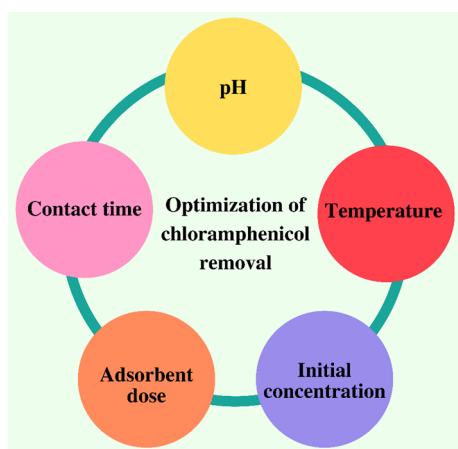 pH
Contact time
Optimization of
chloramphenicol
removal
Temperature
Adsorbent
dose
Initial
concentration